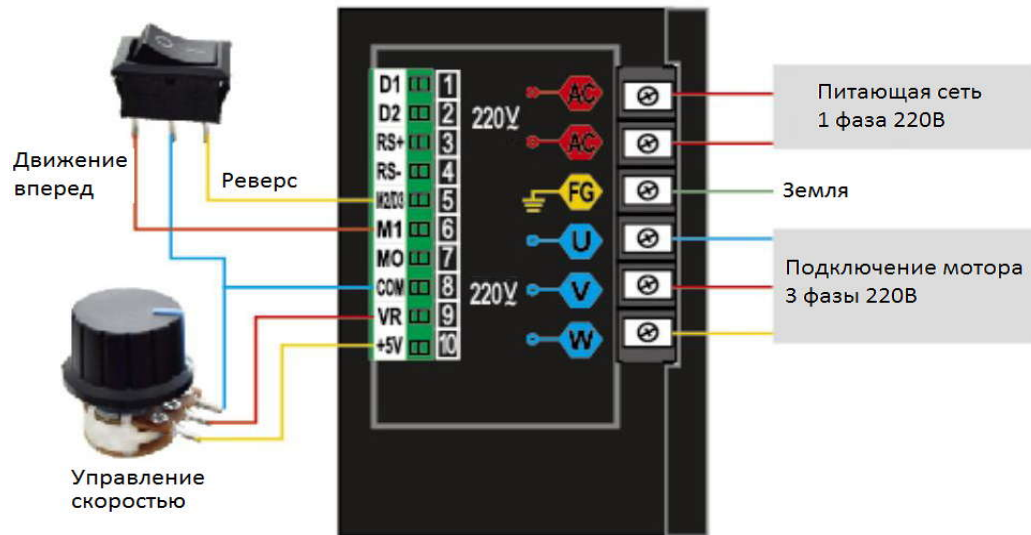 Движение
вперед
Реверс
Управление
скоростью
D1 1
D2 2
RS+ 3
RS- 4
M2/D3 5
M1 6
MO 7
COM 8
VR 9
+5V 10
220V
AC
AC
FG
U
220V
V
W
Питающая сеть
1 фаза 220В
Земля
Подключение мотора
3 фазы 220В